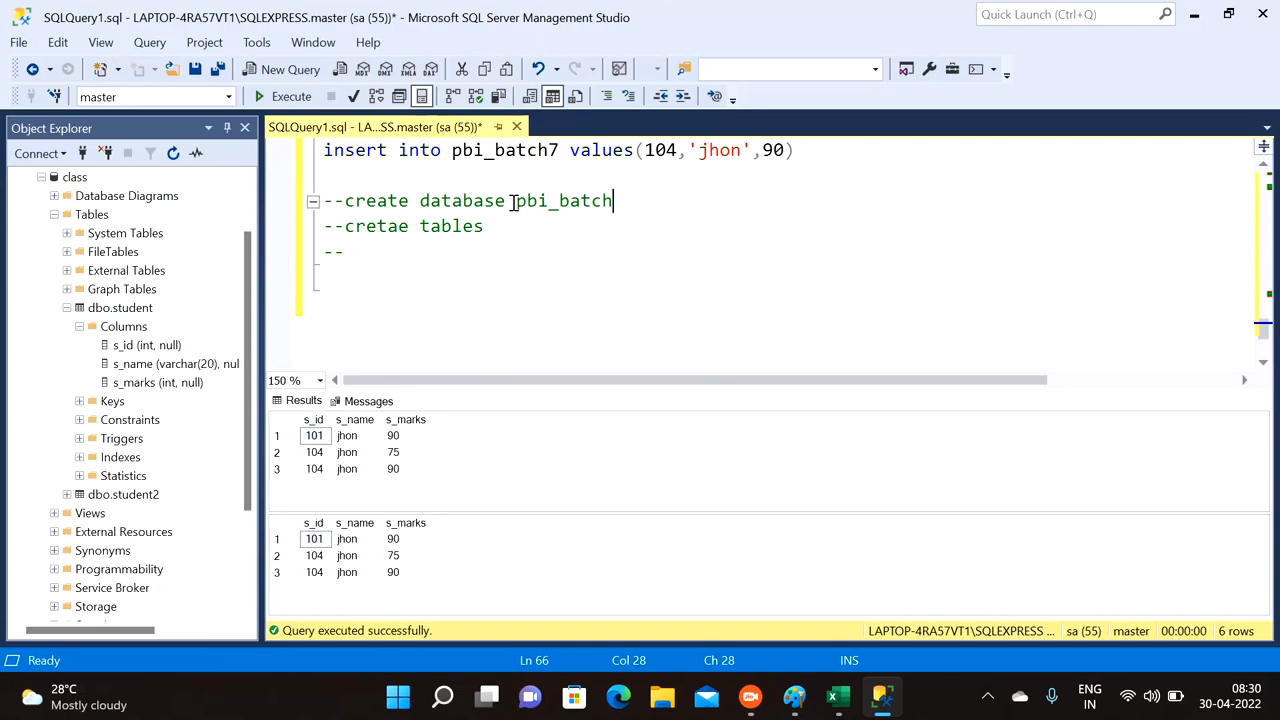 SQLQuery1.sql - LAPTOP-4RA57VT1\SQLEXPRESS.master (sa (55))* - Microsoft SQL Server Management Studio
Quick Launch (Ctrl+Q)
File Edit View Query Project Tools Window Help
New Query
MDX DMX XMLA DAX
master
Execute
Object Explorer
SQLQuery1.sql - LA...SS.master (sa (55))*
Connect
class
Database Diagrams
Tables
System Tables
FileTables
External Tables
Graph Tables
dbo.student
Columns
s_id (int, null)
s_name (varchar(20), nul
s_marks (int, null)
Keys
Constraints
Triggers
Indexes
Statistics
dbo.student2
Views
External Resources
Synonyms
Programmability
Service Broker
Storage
insert into pbi_batch7 values(104,'jhon',90)
--create database pbi_batch
--cretae tables
--
150 %
Results Messages
s_id s_name s_marks
1 101 jhon 90
2 104 jhon 75
3 104 jhon 90
s_id s_name s_marks
1 101 jhon 90
2 104 jhon 75
3 104 jhon 90
Query executed successfully.
LAPTOP-4RA57VT1\SQLEXPRESS ... sa (55) master 00:00:00 6 rows
Ready
Ln 66 Col 28 Ch 28 INS
28°C
Mostly cloudy
ENG
IN
08:30
30-04-2022